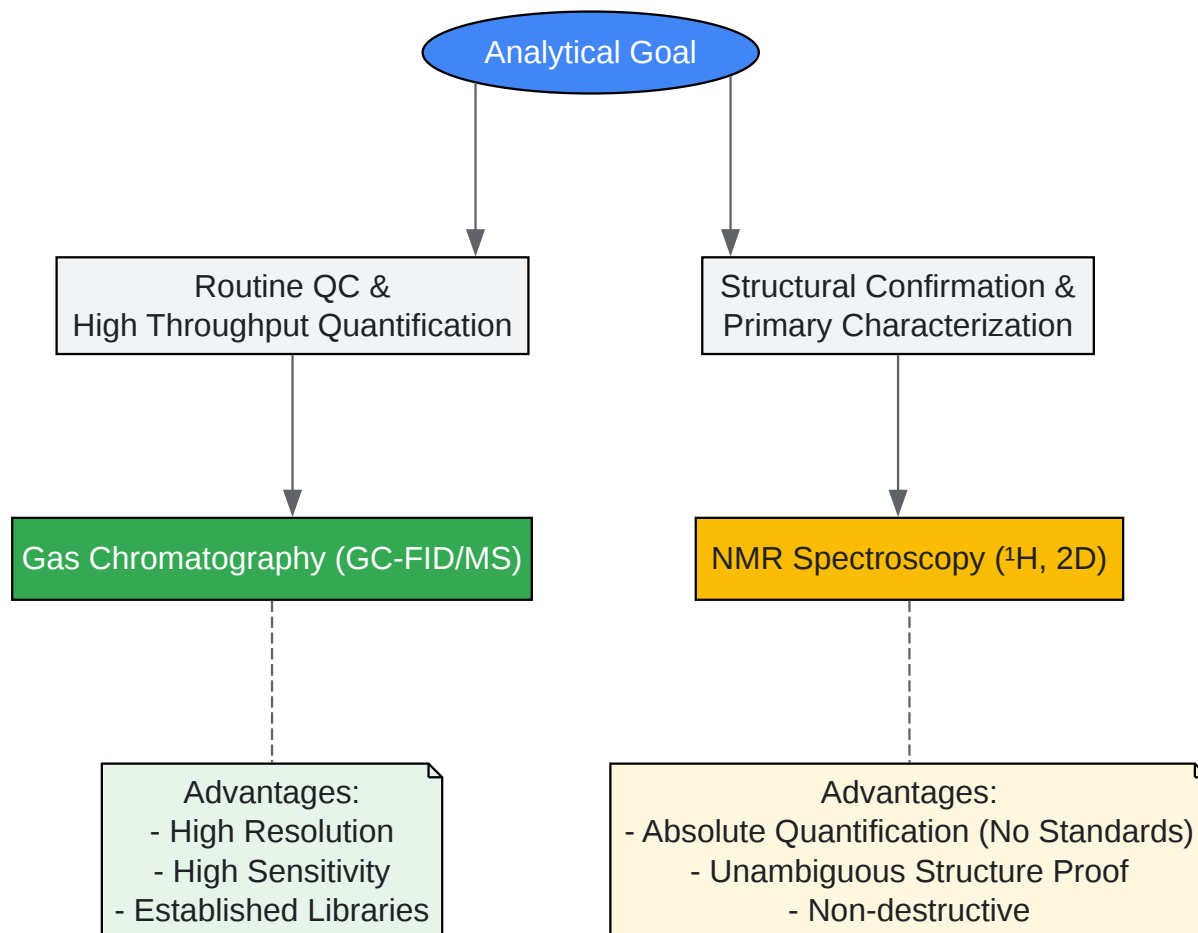 Analytical Goal
Routine QC &
High Throughput Quantification
Structural Confirmation &
Primary Characterization
Gas Chromatography (GC-FID/MS)
NMR Spectroscopy (¹H, 2D)
Advantages:
- High Resolution
- High Sensitivity
- Established Libraries
Advantages:
- Absolute Quantification (No Standards)
- Unambiguous Structure Proof
- Non-destructive